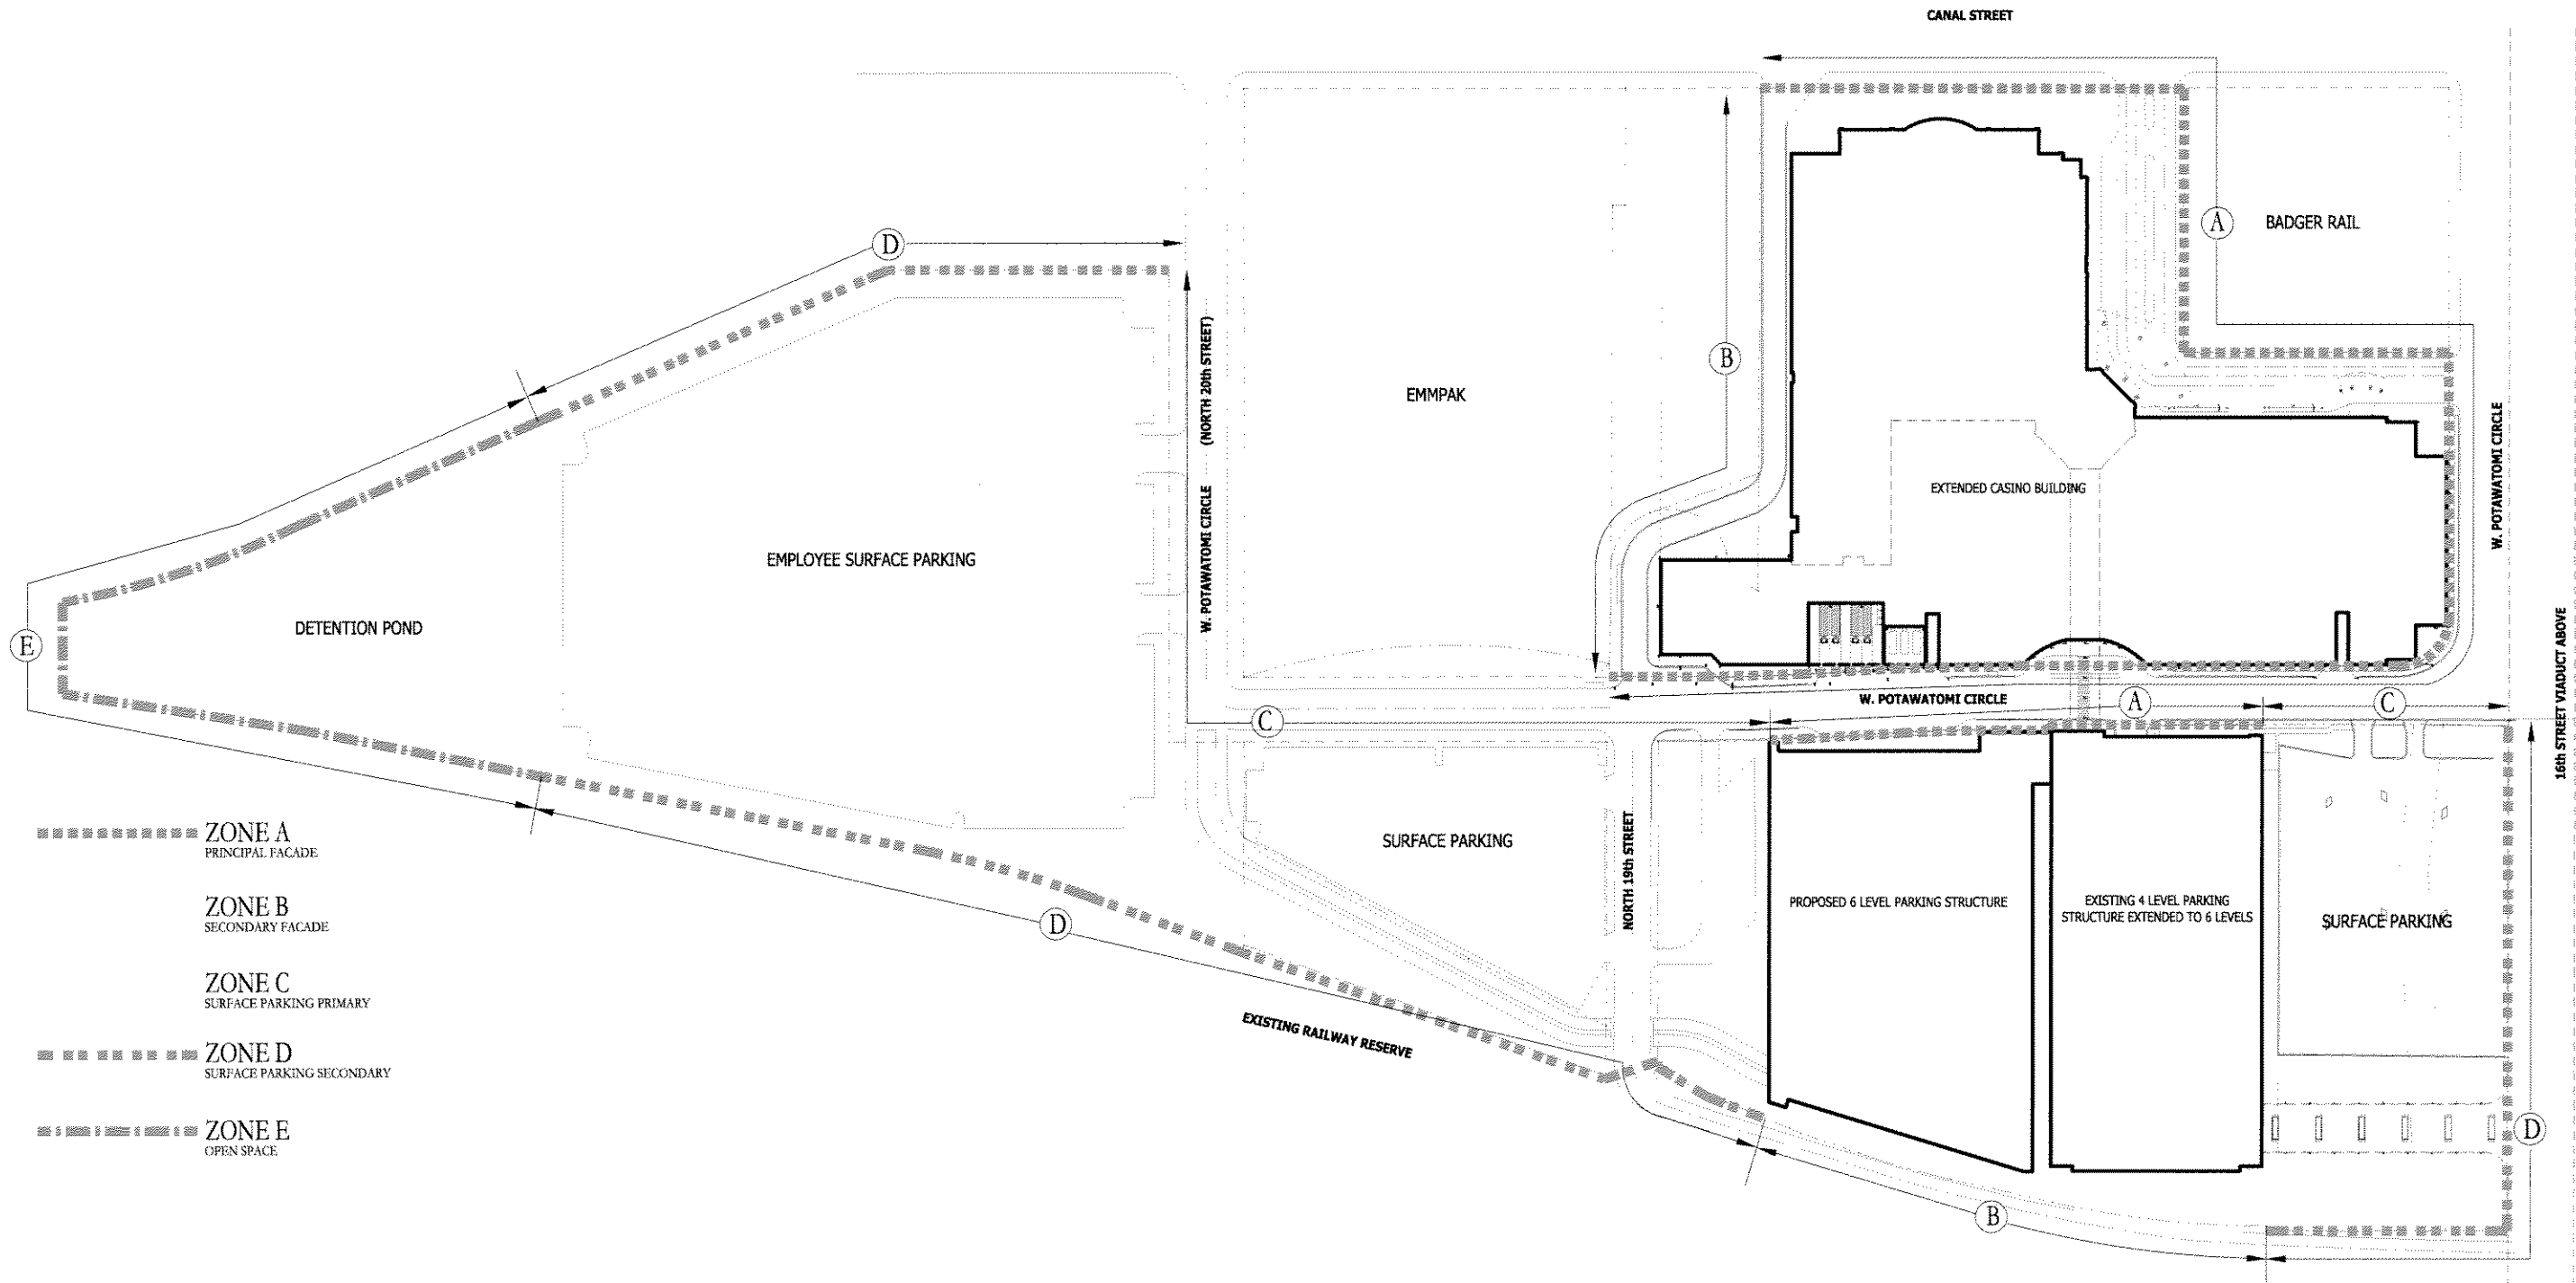 CANAL STREET
D
A
BADGER RAIL
B
W. POTAWATOMI CIRCLE (NORTH 20th STREET)
EMMPAK
W. POTAWATOMI CIRCLE
EXTENDED CASINO BUILDING
EMPLOYEE SURFACE PARKING
DETENTION POND
E
W. POTAWATOMI CIRCLE
A
C
C
16th STREET VIADUCT ABOVE
ZONE A
PRINCIPAL FACADE
ZONE B
SECONDARY FACADE
ZONE C
SURFACE PARKING PRIMARY
ZONE D
SURFACE PARKING SECONDARY
ZONE E
OPEN SPACE
SURFACE PARKING
NORTH 19th STREET
PROPOSED 6 LEVEL PARKING STRUCTURE
EXISTING 4 LEVEL PARKING
STRUCTURE EXTENDED TO 6 LEVELS
SURFACE PARKING
D
EXISTING RAILWAY RESERVE
D
B